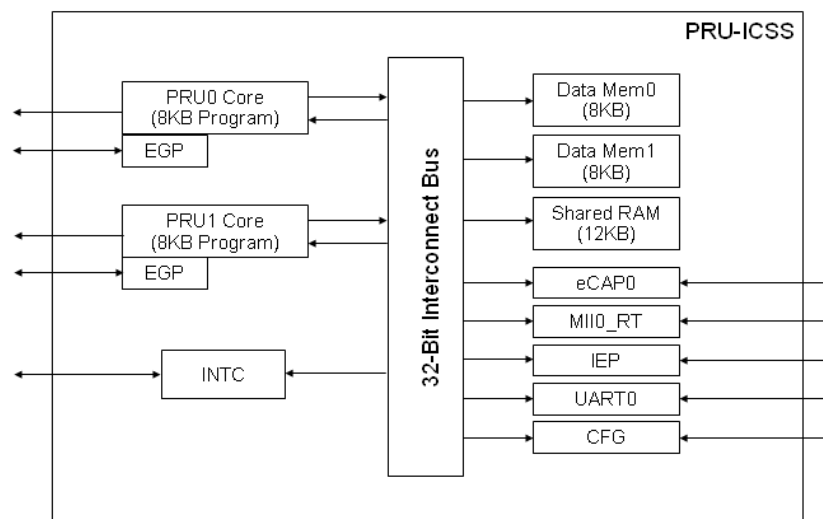 PRU-ICSS
PRU0 Core
(8KB Program)
EGP
PRU1 Core
(8KB Program)
EGP
INTC
32-Bit Interconnect Bus
Data Mem0
(8KB)
Data Mem1
(8KB)
Shared RAM
(12KB)
eCAP0
MII0_RT
IEP
UART0
CFG